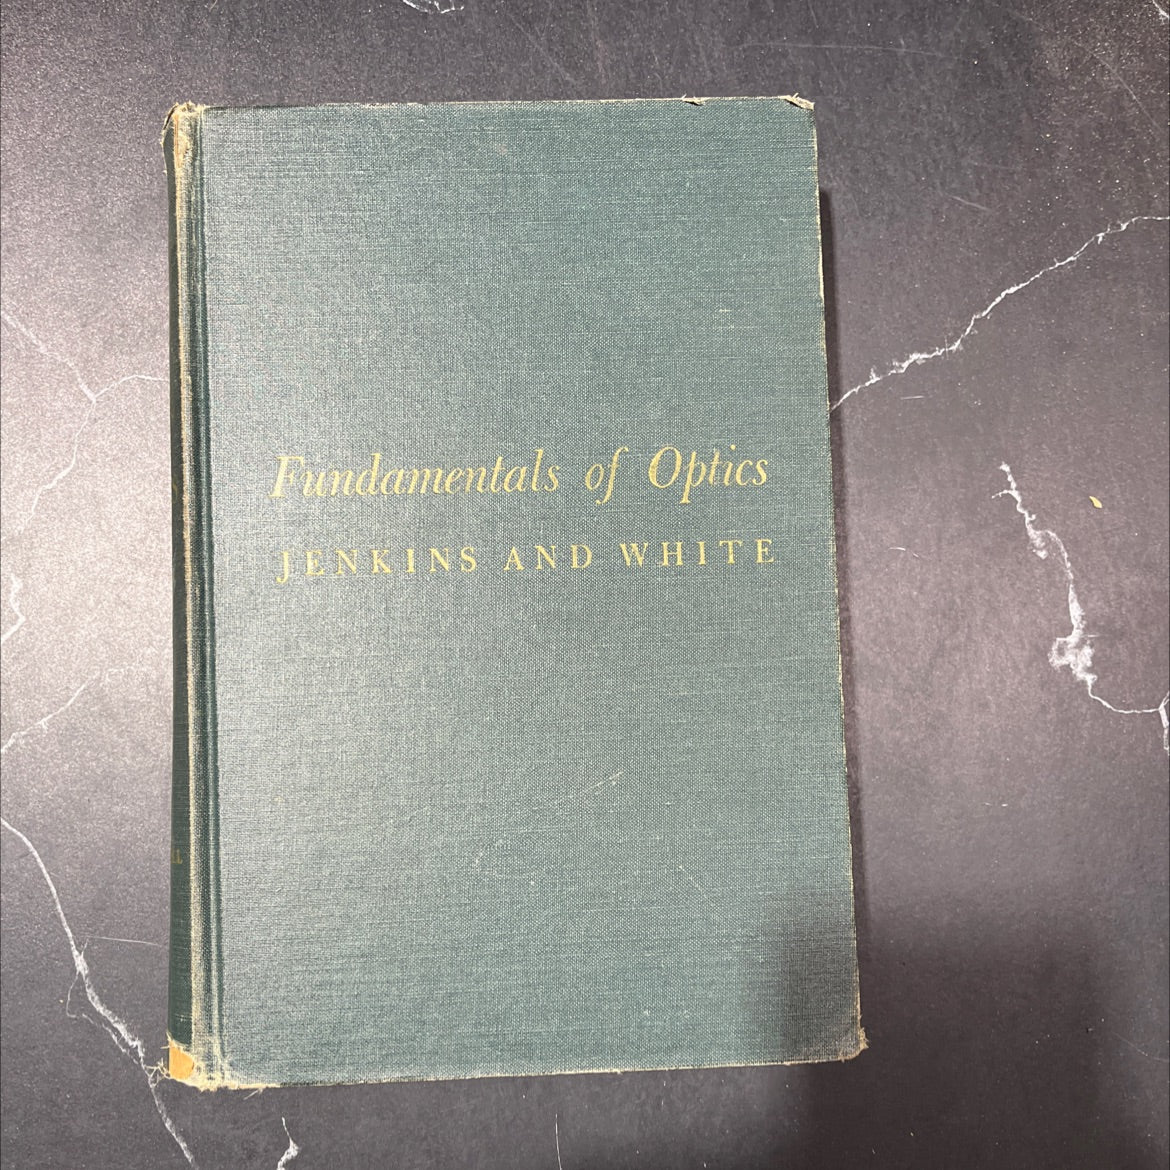 Fundamentals of Optics
JENKINS AND WHITE